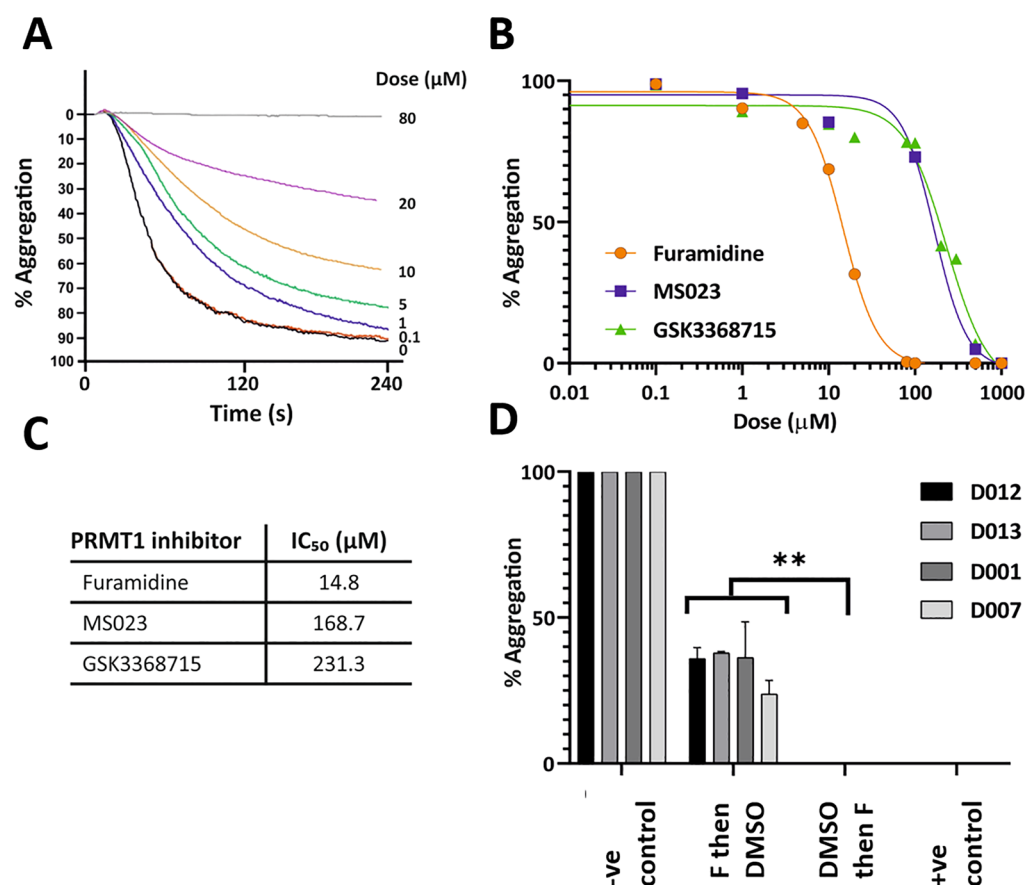 A
Dose (µM)
0
10
20
30
40
50
60
70
80
90
100
80
20
10
5
1
0.1
0
% Aggregation
0
120
240
Time (s)
B
100
50
0
% Aggregation
Furamidine
MS023
GSK3368715
0.01
0.1
1
10
100
1000
Dose (µM)
C
PRMT1 inhibitor
IC₅₀ (µM)
Furamidine
14.8
MS023
168.7
GSK3368715
231.3
D
100
50
0
% Aggregation
**
D012
D013
D001
D007
-ve
control
F then
DMSO
DMSO
then F
+ve
control